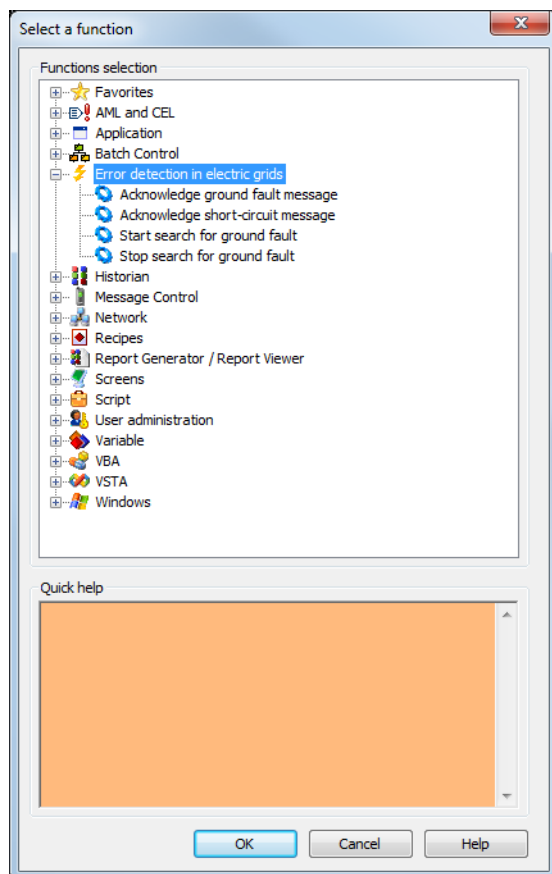 Select a function
Functions selection
Favorites
AML and CEL
Application
Batch Control
Error detection in electric grids
Acknowledge ground fault message
Acknowledge short-circuit message
Start search for ground fault
Stop search for ground fault
Historian
Message Control
Network
Recipes
Report Generator / Report Viewer
Screens
Script
User administration
Variable
VBA
VSTA
Windows
Quick help
OK Cancel Help